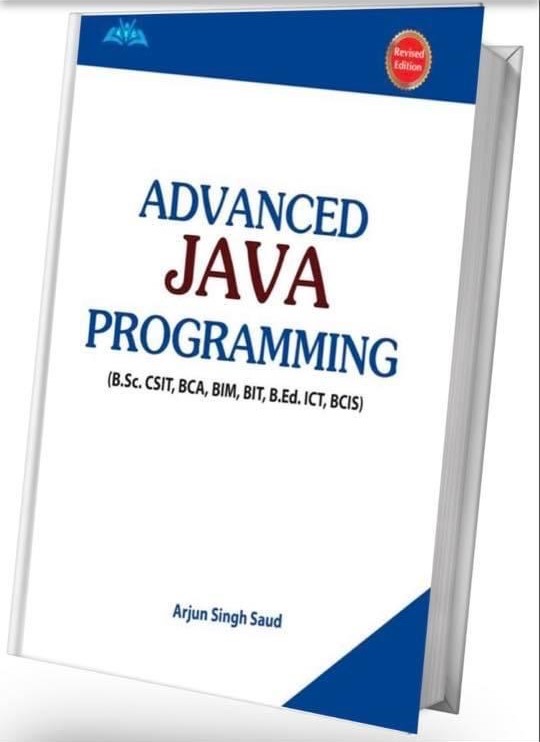 Revised
Edition
ADVANCED
JAVA
PROGRAMMING
(B.Sc. CSIT, BCA, BIM, BIT, B.Ed. ICT, BCIS)
Arjun Singh Saud